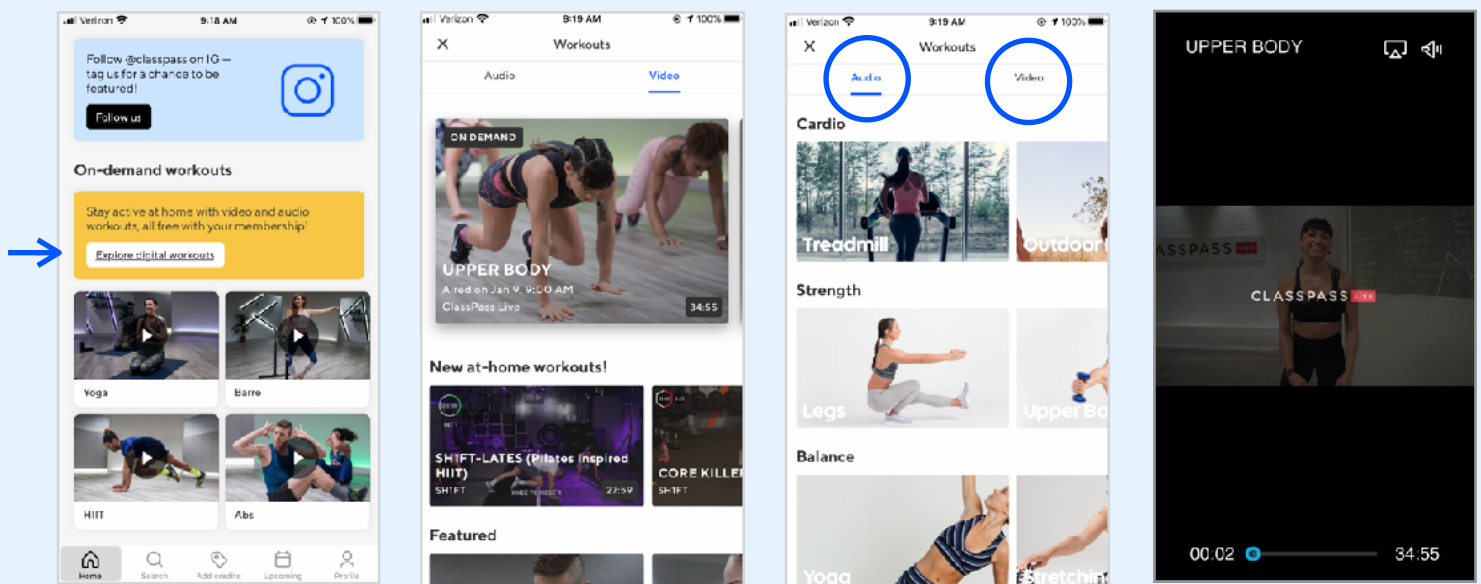 Verizon 9:18 AM 100%
Follow @classpass on IG —
tag us for a chance to be
featured!
Follow us
On-demand workouts
Stay active at home with video and audio
workouts, all free with your membership!
Explore digital workouts
Yoga
Barre
HIIT
Abs
Home
Search
Add credits
Upcoming
Profile
Verizon 9:19 AM 100%
X Workouts
Audio Video
ON DEMAND
UPPER BODY
Aired on Jan 9, 9:00 AM
ClassPass Live
34:55
New at-home workouts!
SH1FT-LATES (Pilates Inspired
HIIT)
SH1FT
27:59
CORE KILLE
SH1FT
Featured
Verizon 9:19 AM 100%
X Workouts
Audio Video
Cardio
Treadmill
Outdoor
Strength
Legs
Upper Bo
Balance
Yoga
Stretchin
UPPER BODY
ASSPASS LIVE
CLASSPASS LIVE
00:02
34:55